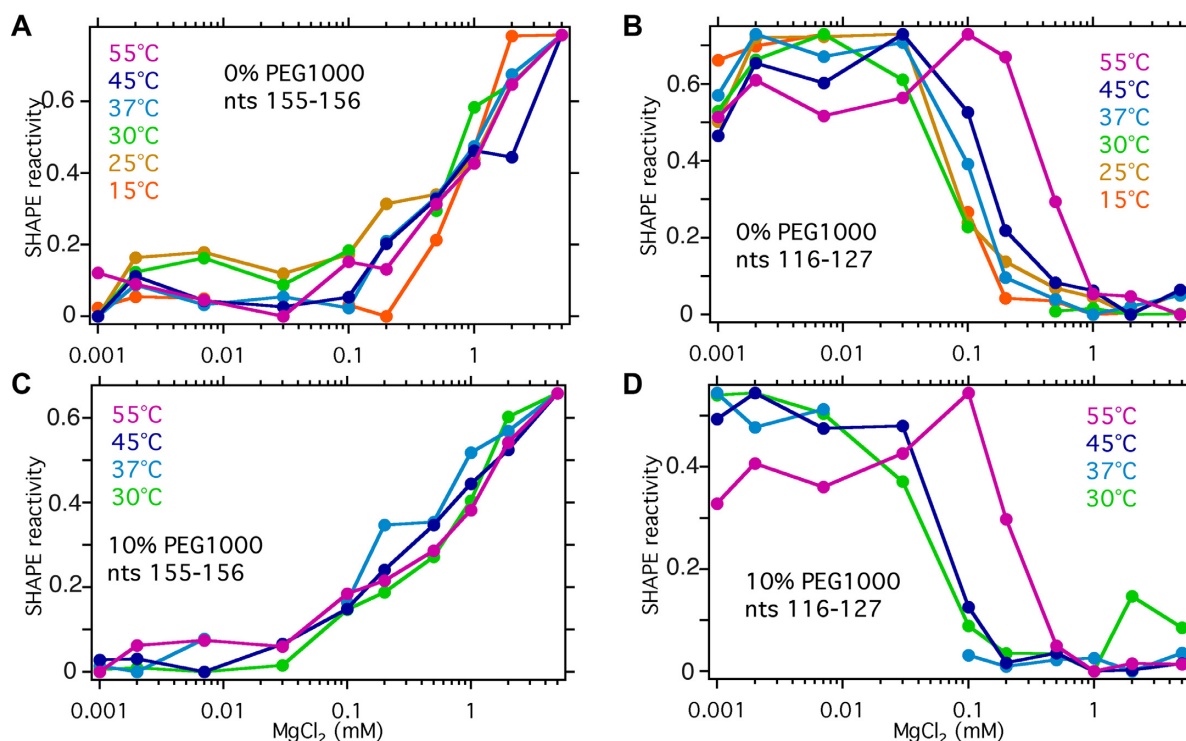 A
55°C
45°C
37°C
30°C
25°C
15°C
0% PEG1000
nts 155-156
SHAPE reactivity
0.6
0.4
0.2
0
0.001
0.01
0.1
1
B
55°C
45°C
37°C
30°C
25°C
15°C
0% PEG1000
nts 116-127
SHAPE reactivity
0.6
0.4
0.2
0
0.001
0.01
0.1
1
C
55°C
45°C
37°C
30°C
10% PEG1000
nts 155-156
SHAPE reactivity
0.6
0.4
0.2
0
0.001
0.01
0.1
1
MgCl₂ (mM)
D
55°C
45°C
37°C
30°C
10% PEG1000
nts 116-127
SHAPE reactivity
0.4
0.2
0
0.001
0.01
0.1
1
MgCl₂ (mM)